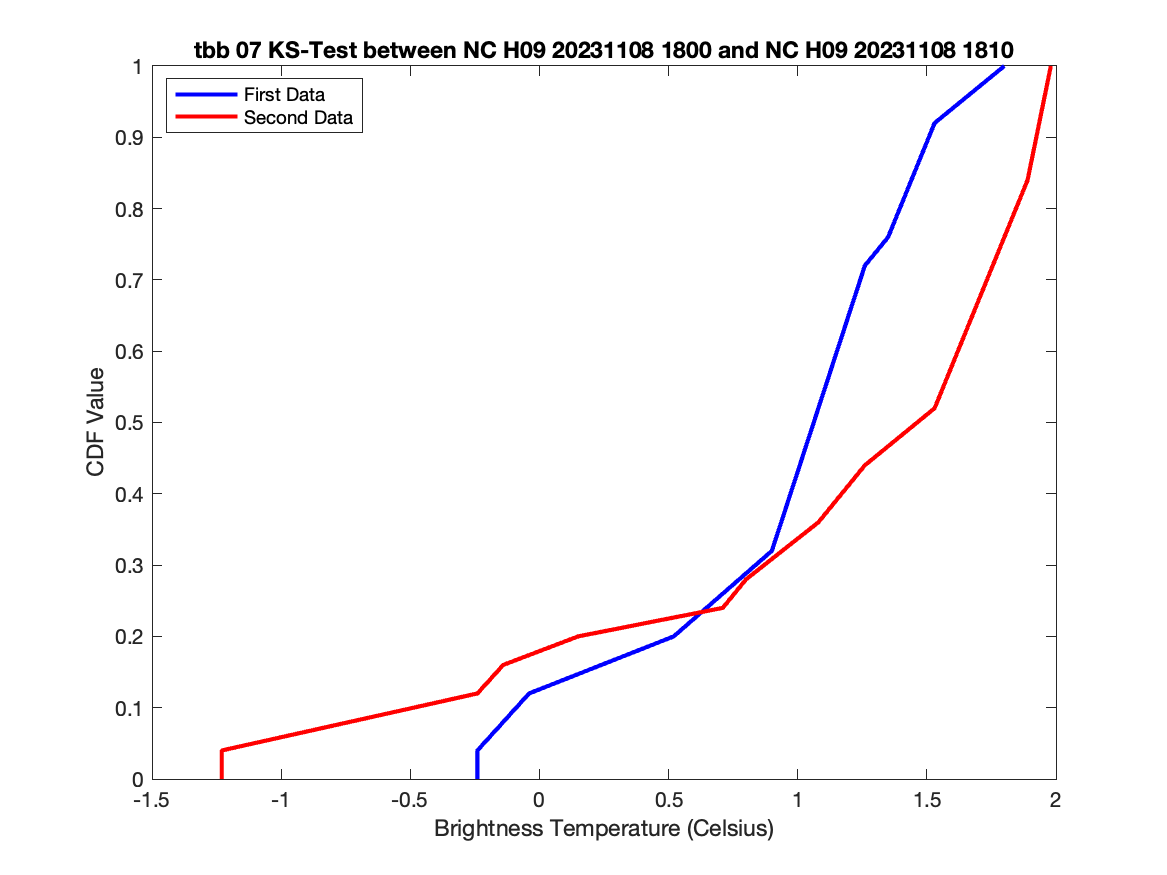 tbb 07 KS-Test between NC H09 20231108 1800 and NC H09 20231108 1810
First Data
Second Data
1
0.9
0.8
0.7
0.6
0.5
0.4
0.3
0.2
0.1
0
CDF Value
-1.5 -1 -0.5 0 0.5 1 1.5 2
Brightness Temperature (Celsius)